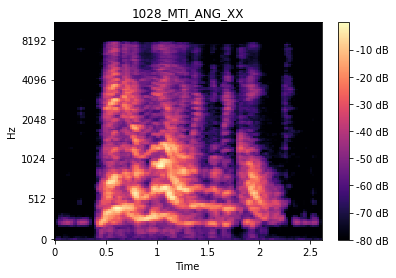 1028_MTI_ANG_XX
8192
4096
2048
1024
512
0
Hz
0
0.5
1
1.5
2
2.5
Time
-10 dB
-20 dB
-30 dB
-40 dB
-50 dB
-60 dB
-70 dB
-80 dB